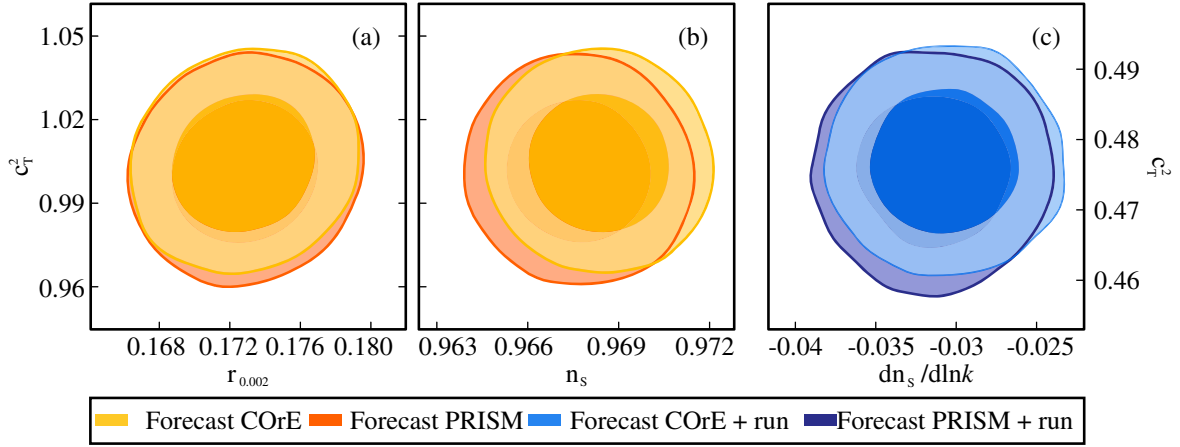 1.05
1.02
0.99
0.96
c_T^2
(a)
0.168 0.172 0.176 0.180
r_0.002
(b)
0.963 0.966 0.969 0.972
n_s
(c)
-0.04 -0.035 -0.03 -0.025
dn_s/dlnk
0.49
0.48
0.47
0.46
c_T^2
Forecast COrE Forecast PRISM Forecast COrE + run Forecast PRISM + run